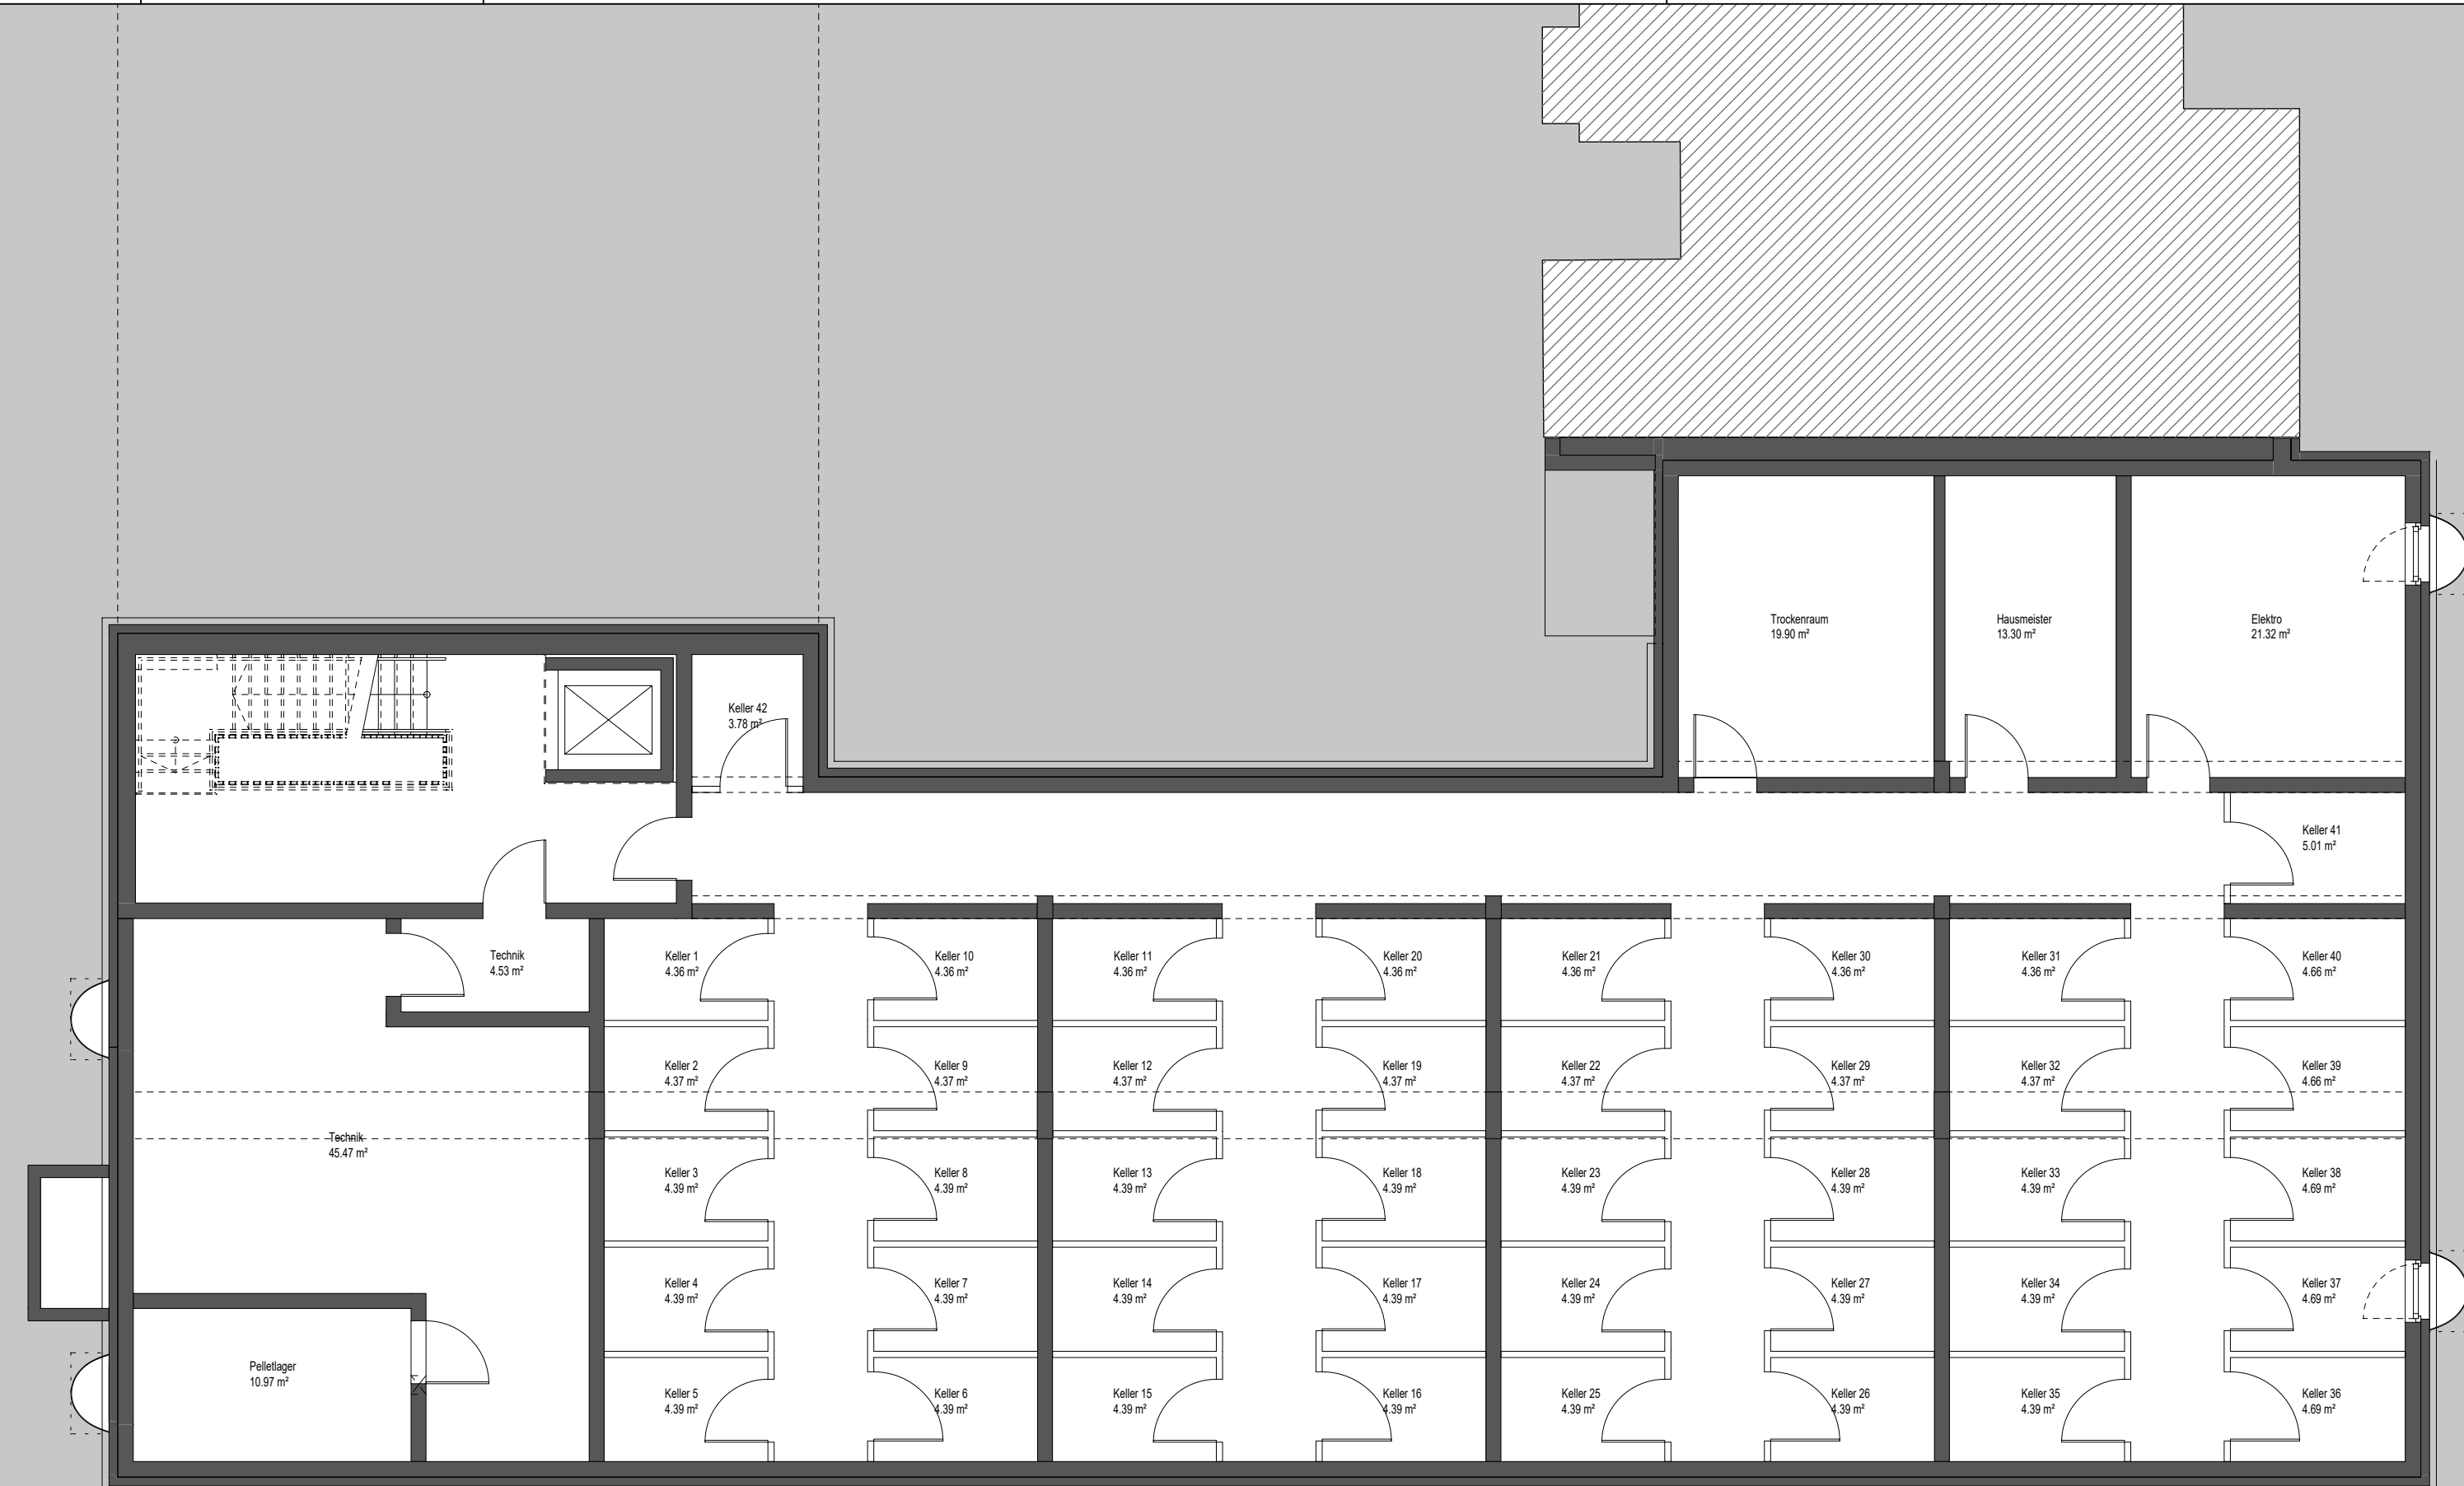 Trockenraum
19.90 m²
Hausmeister
13.30 m²
Elektro
21.32 m²
Keller 42
3.78 m²
Keller 41
5.01 m²
Technik
4.53 m²
Keller 1
4.36 m²
Keller 10
4.36 m²
Keller 11
4.36 m²
Keller 20
4.36 m²
Keller 21
4.36 m²
Keller 30
4.36 m²
Keller 31
4.36 m²
Keller 40
4.66 m²
Keller 2
4.37 m²
Keller 9
4.37 m²
Keller 12
4.37 m²
Keller 19
4.37 m²
Keller 22
4.37 m²
Keller 29
4.37 m²
Keller 32
4.37 m²
Keller 39
4.66 m²
Technik
45.47 m²
Keller 3
4.39 m²
Keller 8
4.39 m²
Keller 13
4.39 m²
Keller 18
4.39 m²
Keller 23
4.39 m²
Keller 28
4.39 m²
Keller 33
4.39 m²
Keller 38
4.69 m²
Keller 4
4.39 m²
Keller 7
4.39 m²
Keller 14
4.39 m²
Keller 17
4.39 m²
Keller 24
4.39 m²
Keller 27
4.39 m²
Keller 34
4.39 m²
Keller 37
4.69 m²
Pelletlager
10.97 m²
Keller 5
4.39 m²
Keller 6
4.39 m²
Keller 15
4.39 m²
Keller 16
4.39 m²
Keller 25
4.39 m²
Keller 26
4.39 m²
Keller 35
4.39 m²
Keller 36
4.69 m²